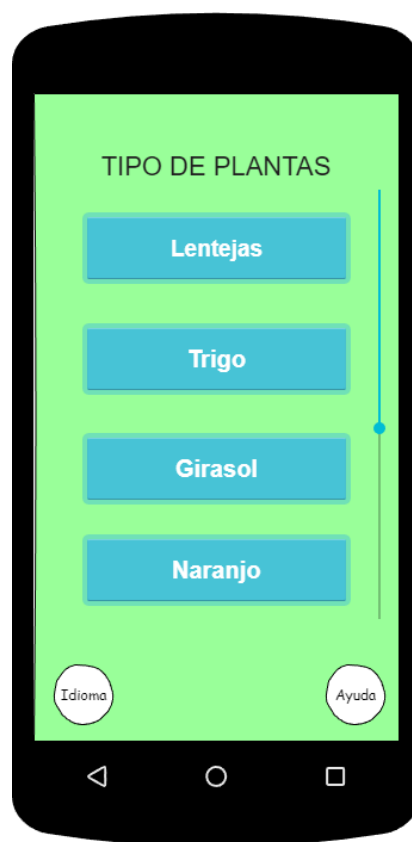 TIPO DE PLANTAS
Lentejas
Trigo
Girasol
Naranjo
Idioma
Ayuda